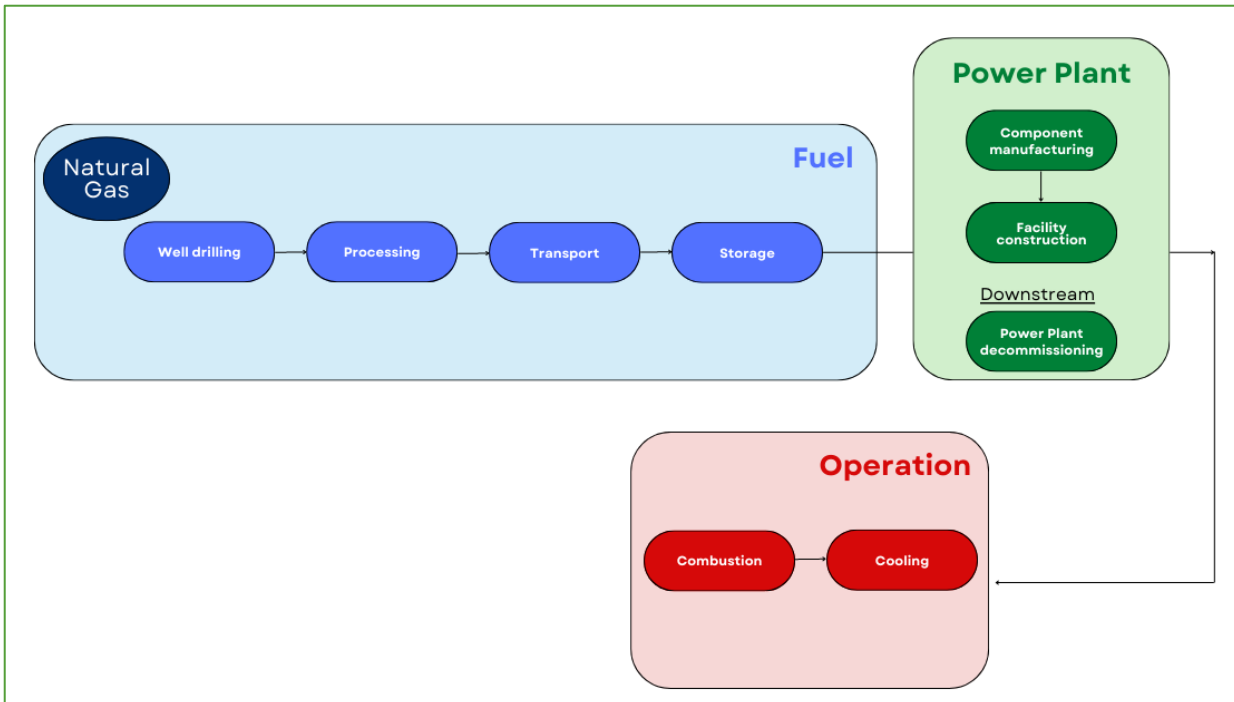 Power Plant
Component
manufacturing
Facility
construction
Downstream
Power Plant
decommissioning
Natural
Gas
Fuel
Well drilling
Processing
Transport
Storage
Operation
Combustion
Cooling